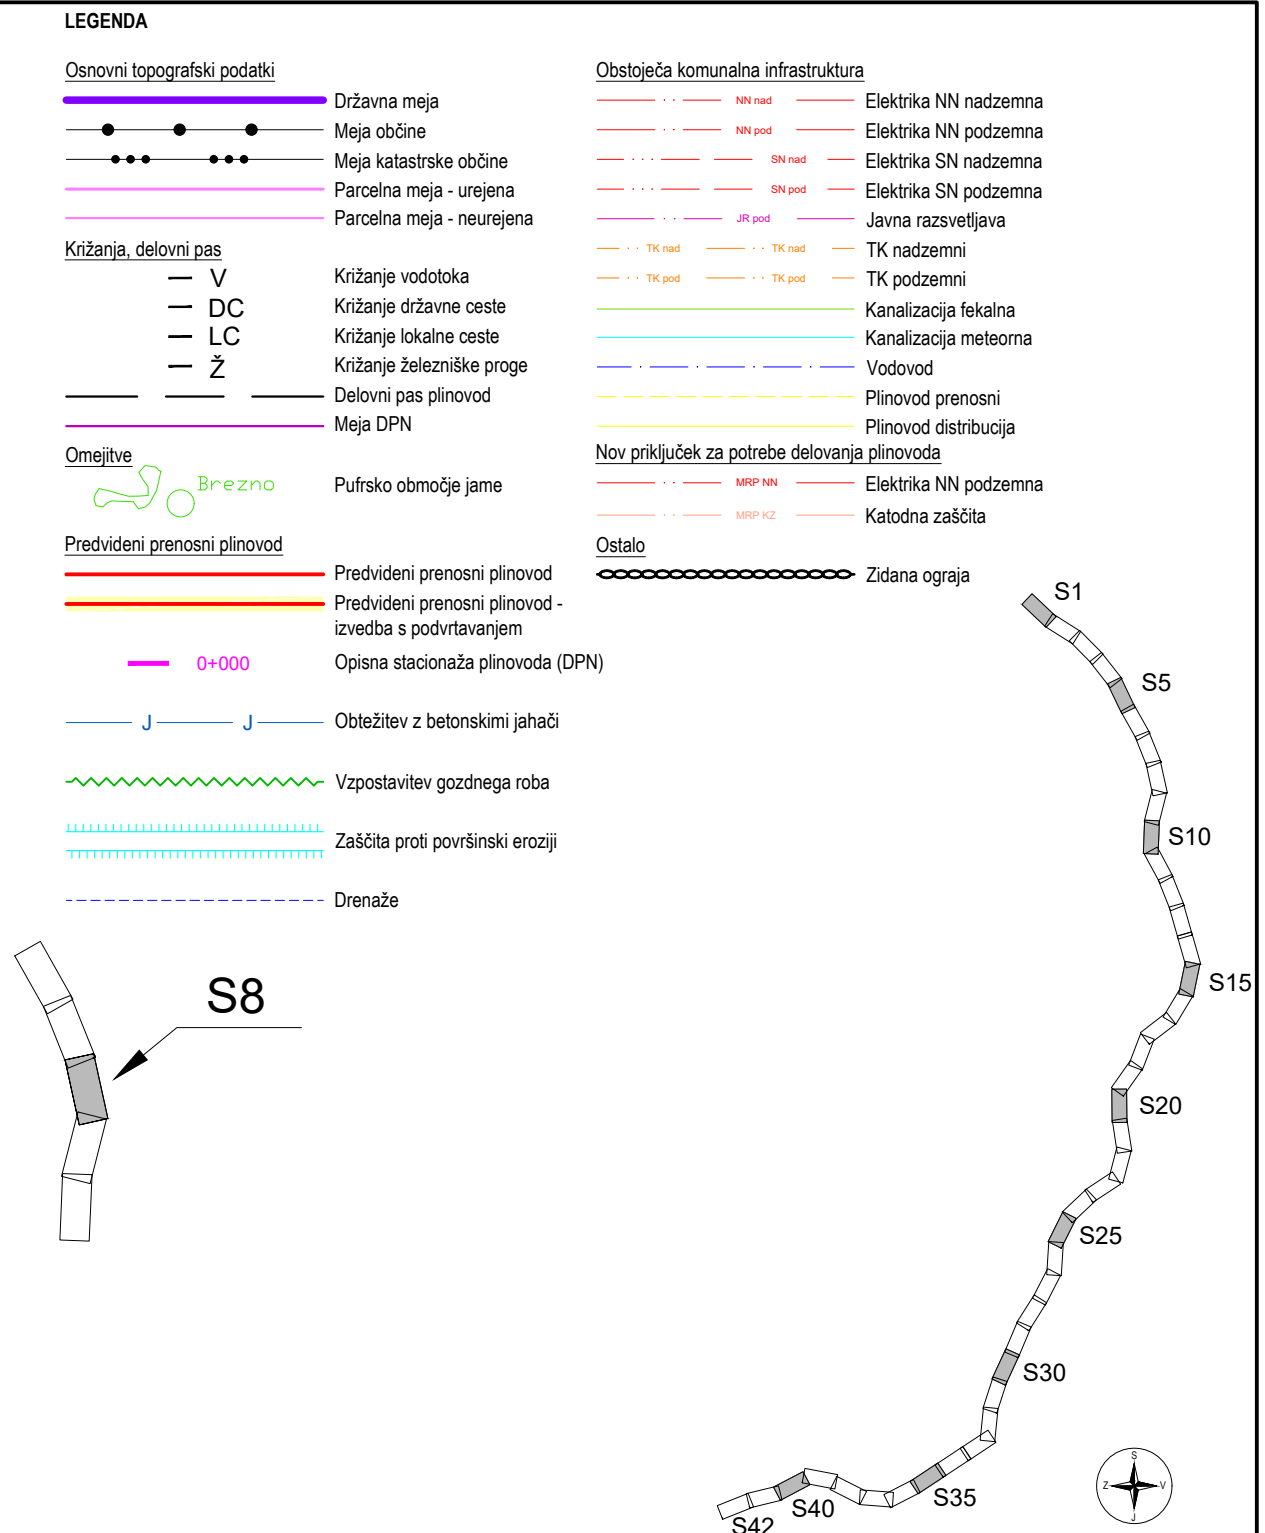 LEGENDA
Osnovni topografski podatki
Državna meja
Meja občine
Meja katastrske občine
Parcelna meja - urejena
Parcelna meja - neurejena
Križanja, delovni pas
V Križanje vodotoka
DC Križanje državne ceste
LC Križanje lokalne ceste
Ž Križanje železniške proge
Delovni pas plinovod
Meja DPN
Omejitve
Brezno Pufrsko območje jame
Predvideni prenosni plinovod
Predvideni prenosni plinovod
Predvideni prenosni plinovod -
izvedba s podvrtavanjem
0+000 Opisna stacionaža plinovoda (DPN)
J J Obtežitev z betonskimi jahači
Vzpostavitev gozdnega roba
Zaščita proti površinski eroziji
Drenaže
Obstoječa komunalna infrastruktura
NN nad Elektrika NN nadzemna
NN pod Elektrika NN podzemna
SN nad Elektrika SN nadzemna
SN pod Elektrika SN podzemna
JR pod Javna razsvetljava
TK nad TK nad TK nadzemni
TK pod TK pod TK podzemni
Kanalizacija fekalna
Kanalizacija meteorna
Vodovod
Plinovod prenosni
Plinovod distribucija
Nov priključek za potrebe delovanja plinovoda
MRP NN Elektrika NN podzemna
MRP KZ Katodna zaščita
Ostalo
Zidana ograja
S8
S1
S5
S10
S15
S20
S25
S30
S35
S40
S42
S
Z V
J